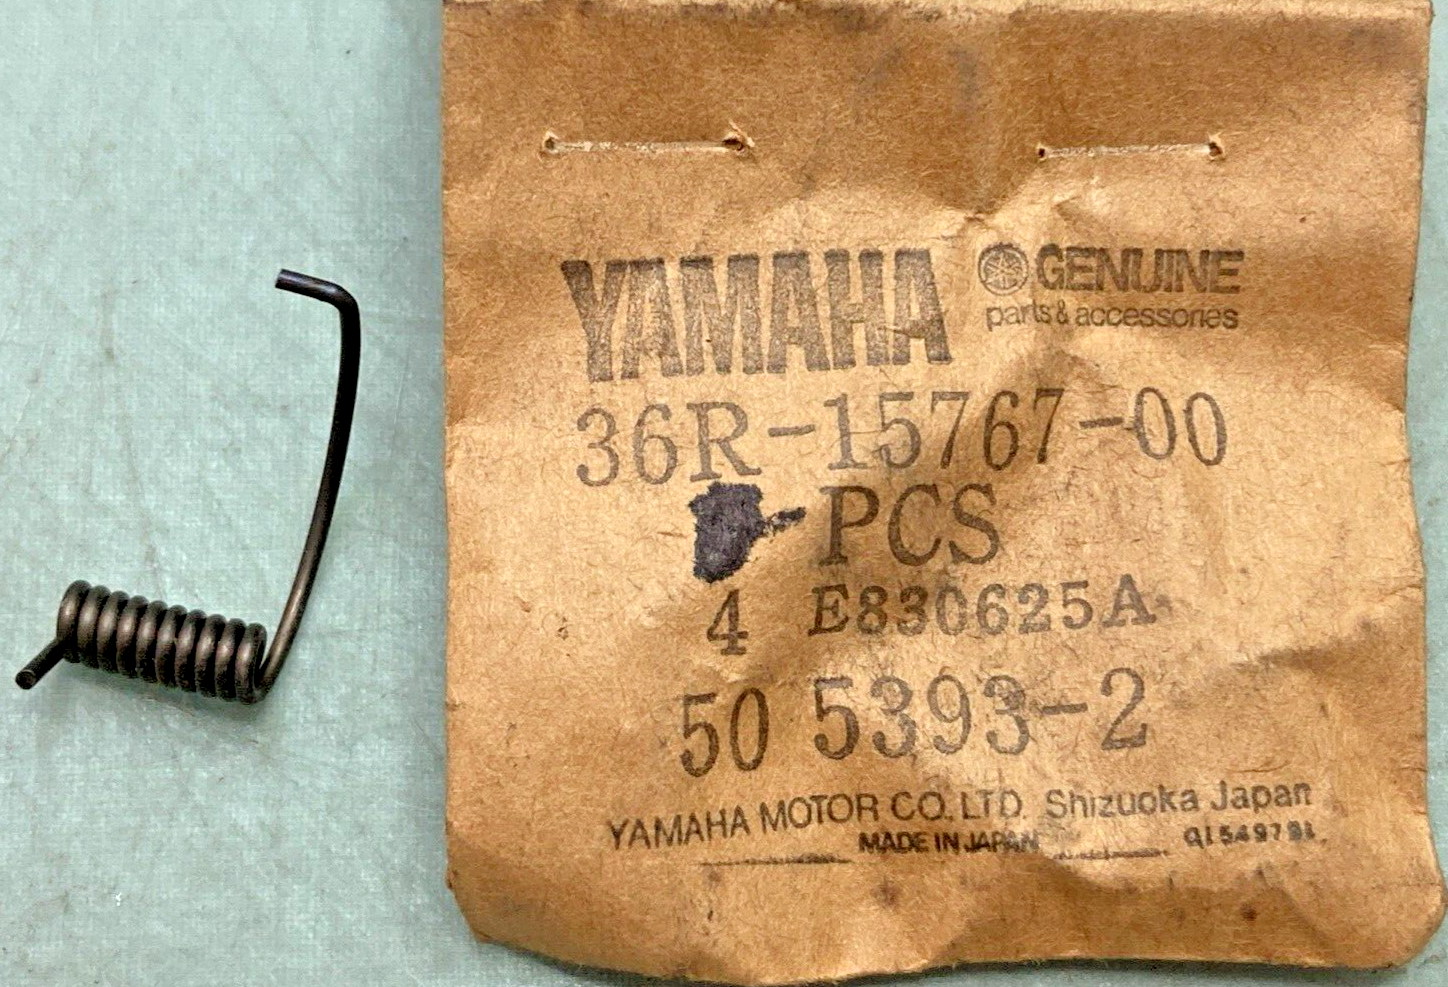 YAMAHA GENUINE
parts & accessories
36R-15767-00
PCS
4 E830625A
50 5393-2
YAMAHA MOTOR CO. LTD. Shizuoka Japan
MADE IN JAPAN